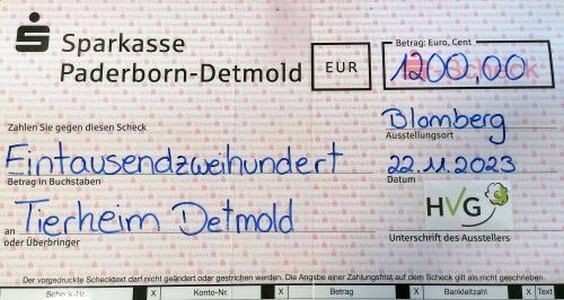 Sparkasse
Paderborn-Detmold
EUR
Betrag: Euro, Cent
1200,00
Blomberg
Zahlen Sie gegen diesen Scheck
Ausstellungsort
Eintausendzweihundert
22.11.2023
Betrag in Buchstaben
Datum
an Tierheim Detmold
HVG
oder Überbringer
Unterschrift des Ausstellers
Der vorgedruckte Schecktext darf nicht geändert oder gestrichen werden. Die Angabe einer Zahlungsfrist auf dem Scheck gilt als nicht geschrieben.
Scheck-Nr. X Konto-Nr. X Betrag X Bankleitzahl X Text